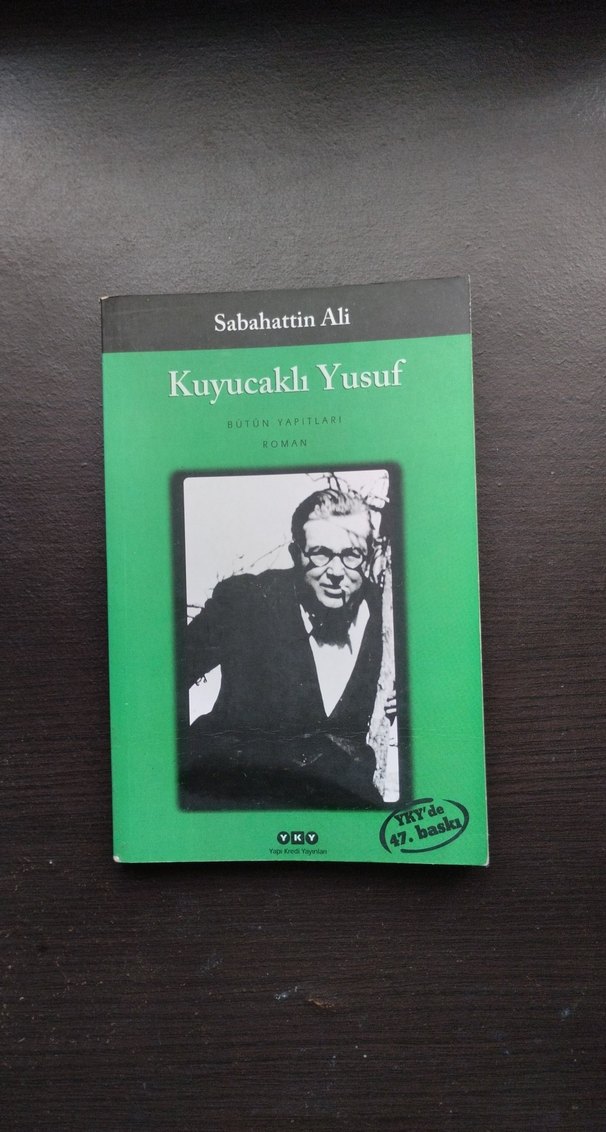 Sabahattin Ali
Kuyucaklı Yusuf
BÜTÜN YAPITLARI
ROMAN
YKY
Yapı Kredi Yayınları
YKY'de
47. baskı